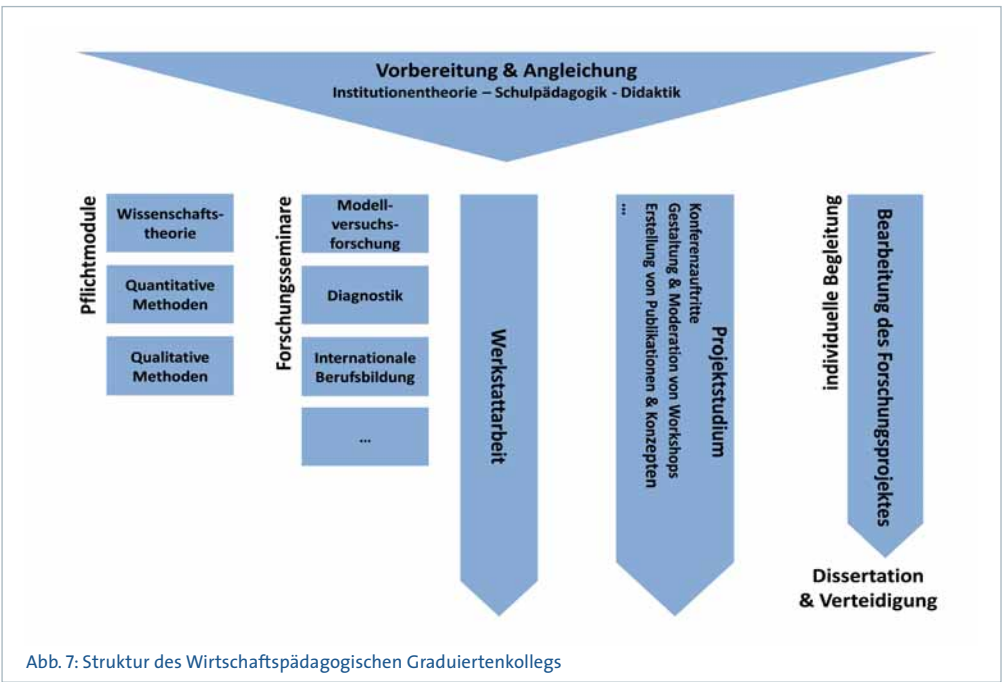 Vorbereitung & Angleichung
Institutionentheorie – Schulpädagogik - Didaktik
Pflichtmodule
Wissenschafts-
theorie
Quantitative
Methoden
Qualitative
Methoden
Forschungsseminare
Modell-
versuchs-
forschung
Diagnostik
Internationale
Berufsbildung
...
Werkstattarbeit
Projektstudium
Konferenzauftritte
Gestaltung & Moderation von Workshops
Erstellung von Publikationen & Konzepten
...
individuelle Begleitung
Bearbeitung des Forschungsprojektes
Dissertation
& Verteidigung
Abb. 7: Struktur des Wirtschaftspädagogischen Graduiertenkollegs